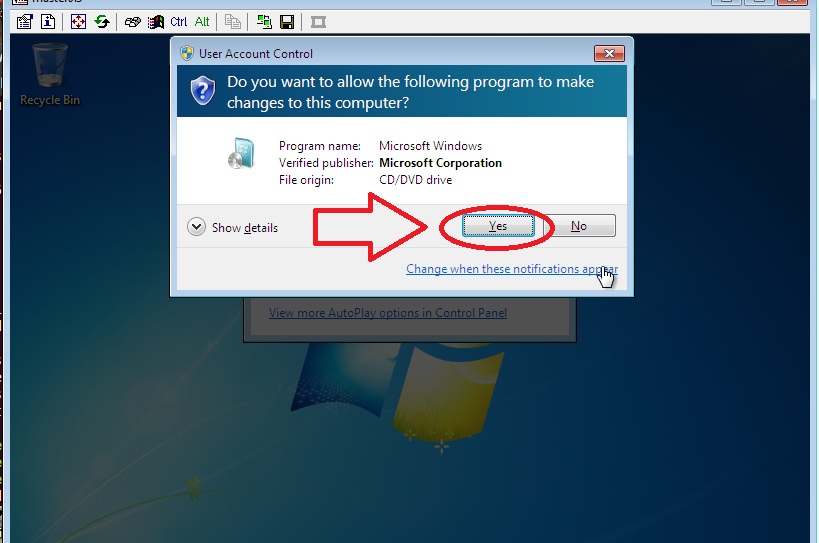 Ctrl Alt
Recycle Bin
User Account Control
Do you want to allow the following program to make
changes to this computer?
Program name: Microsoft Windows
Verified publisher: Microsoft Corporation
File origin: CD/DVD drive
Show details
Yes
No
Change when these notifications appear
View more AutoPlay options in Control Panel